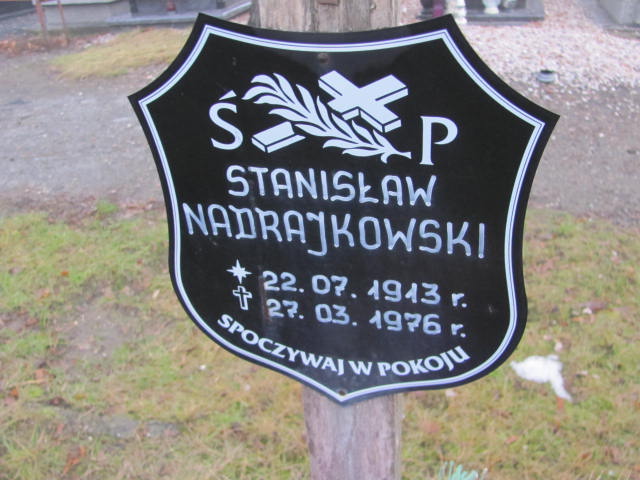 Ś P
STANISŁAW
NADRAJKOWSKI
22.07.1913 r.
27.03.1976 r.
SPOCZYWAJ W POKOJU